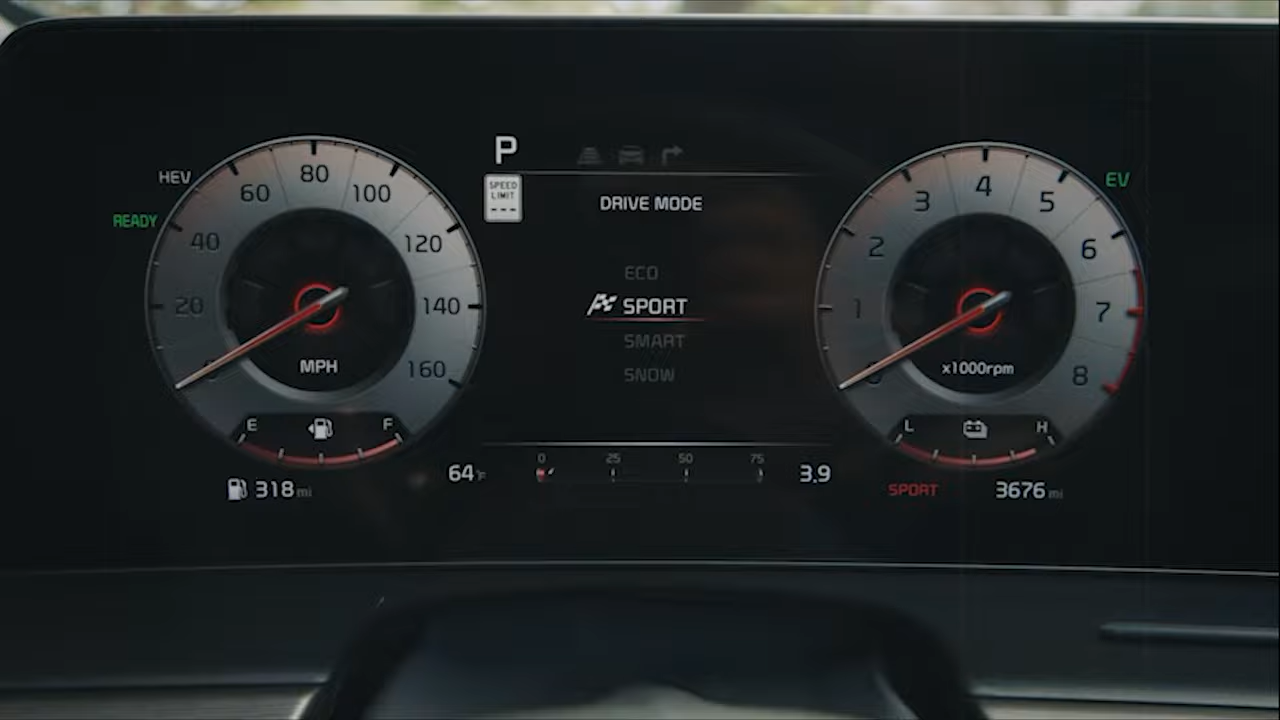 HEV
READY
0
20
40
60
80
100
120
140
160
MPH
E
F
318 mi
P
SPEED
LIMIT
---
DRIVE MODE
ECO
SPORT
SMART
SNOW
64°F
0 25 50 75
3.9
EV
0
1
2
3
4
5
6
7
8
x1000rpm
L
H
SPORT
3676 mi